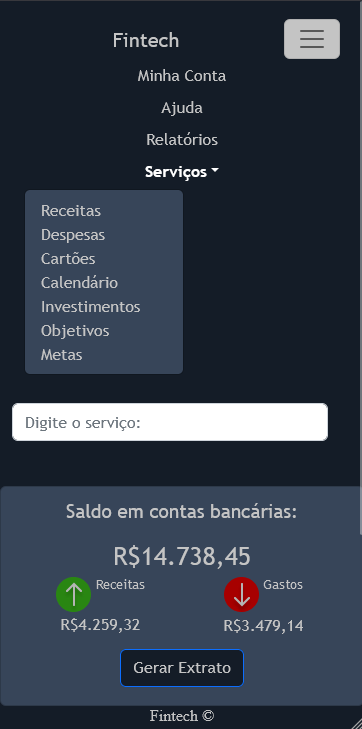 Fintech
Minha Conta
Ajuda
Relatórios
Serviços
Receitas
Despesas
Cartões
Calendário
Investimentos
Objetivos
Metas
Digite o serviço:
Saldo em contas bancárias:
R$14.738,45
Receitas
R$4.259,32
Gastos
R$3.479,14
Gerar Extrato
Fintech ©